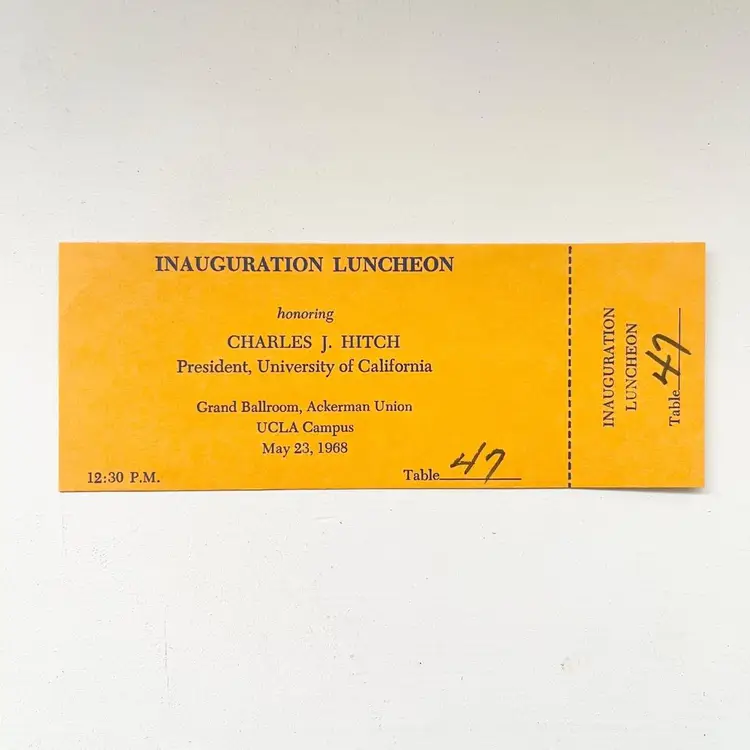 INAUGURATION LUNCHEON
honoring
CHARLES J. HITCH
President, University of California
Grand Ballroom, Ackerman Union
UCLA Campus
May 23, 1968
12:30 P.M.
Table 47
INAUGURATION
LUNCHEON
Table 47